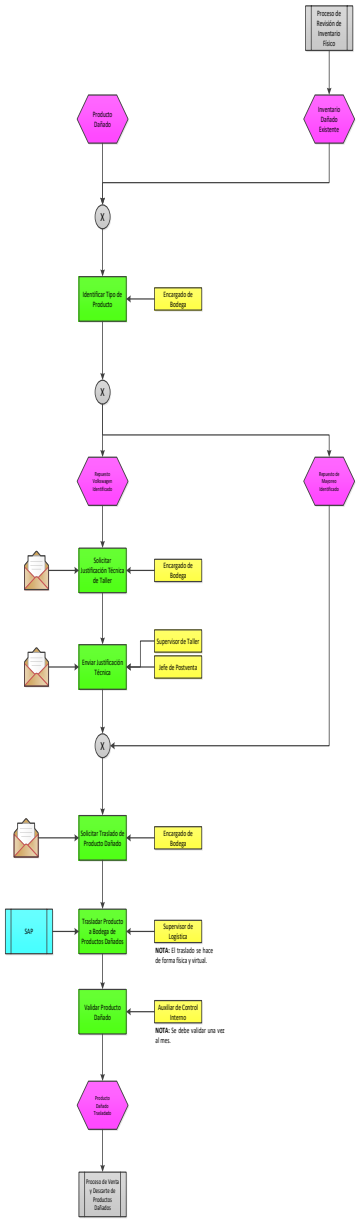 Proceso de
Revisión de
Inventario
Físico
Producto
Dañado
Inventario
Dañado
Existente
X
Identificar Tipo de
Producto
Encargado de
Bodega
X
Repuesto
Volkswagen
Identificado
Repuesto de
Mayoreo
Identificado
Solicitar
Justificación Técnica
de Taller
Encargado de
Bodega
Enviar Justificación
Técnica
Supervisor de Taller
Jefe de Postventa
X
Solicitar Traslado de
Producto Dañado
Encargado de
Bodega
SAP
Trasladar Producto
a Bodega de
Productos Dañados
Supervisor de
Logística
NOTA: El traslado se hace
de forma física y virtual.
Validar Producto
Dañado
Auxiliar de Control
Interno
NOTA: Se debe validar una vez
al mes.
Producto
Dañado
Trasladado
Proceso de Venta
y Descarte de
Productos
Dañados